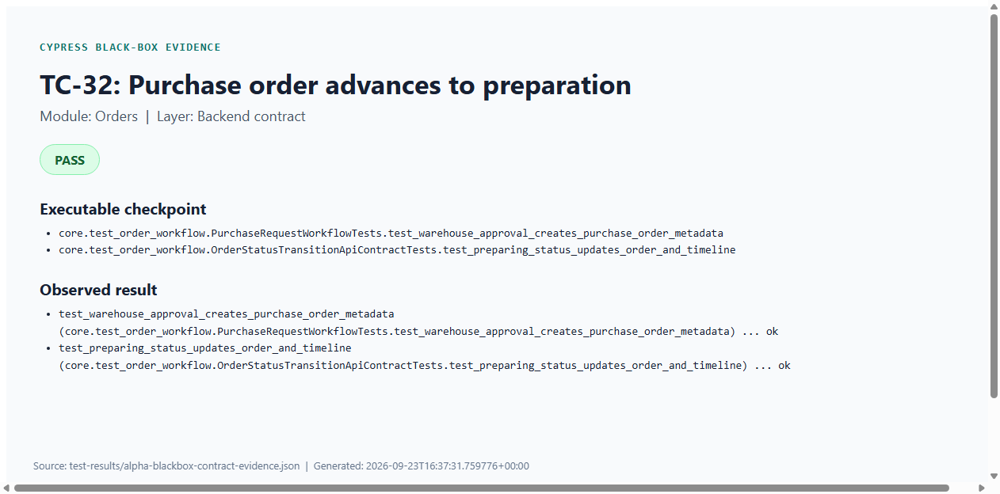 CYPRESS BLACK-BOX EVIDENCE
TC-32: Purchase order advances to preparation
Module: Orders | Layer: Backend contract
PASS
Executable checkpoint
• core.test_order_workflow.PurchaseRequestWorkflowTests.test_warehouse_approval_creates_purchase_order_metadata
• core.test_order_workflow.OrderStatusTransitionApiContractTests.test_preparing_status_updates_order_and_timeline
Observed result
• test_warehouse_approval_creates_purchase_order_metadata
(core.test_order_workflow.PurchaseRequestWorkflowTests.test_warehouse_approval_creates_purchase_order_metadata) ... ok
• test_preparing_status_updates_order_and_timeline
(core.test_order_workflow.OrderStatusTransitionApiContractTests.test_preparing_status_updates_order_and_timeline) ... ok
Source: test-results/alpha-blackbox-contract-evidence.json | Generated: 2026-09-23T16:37:31.759776+00:00